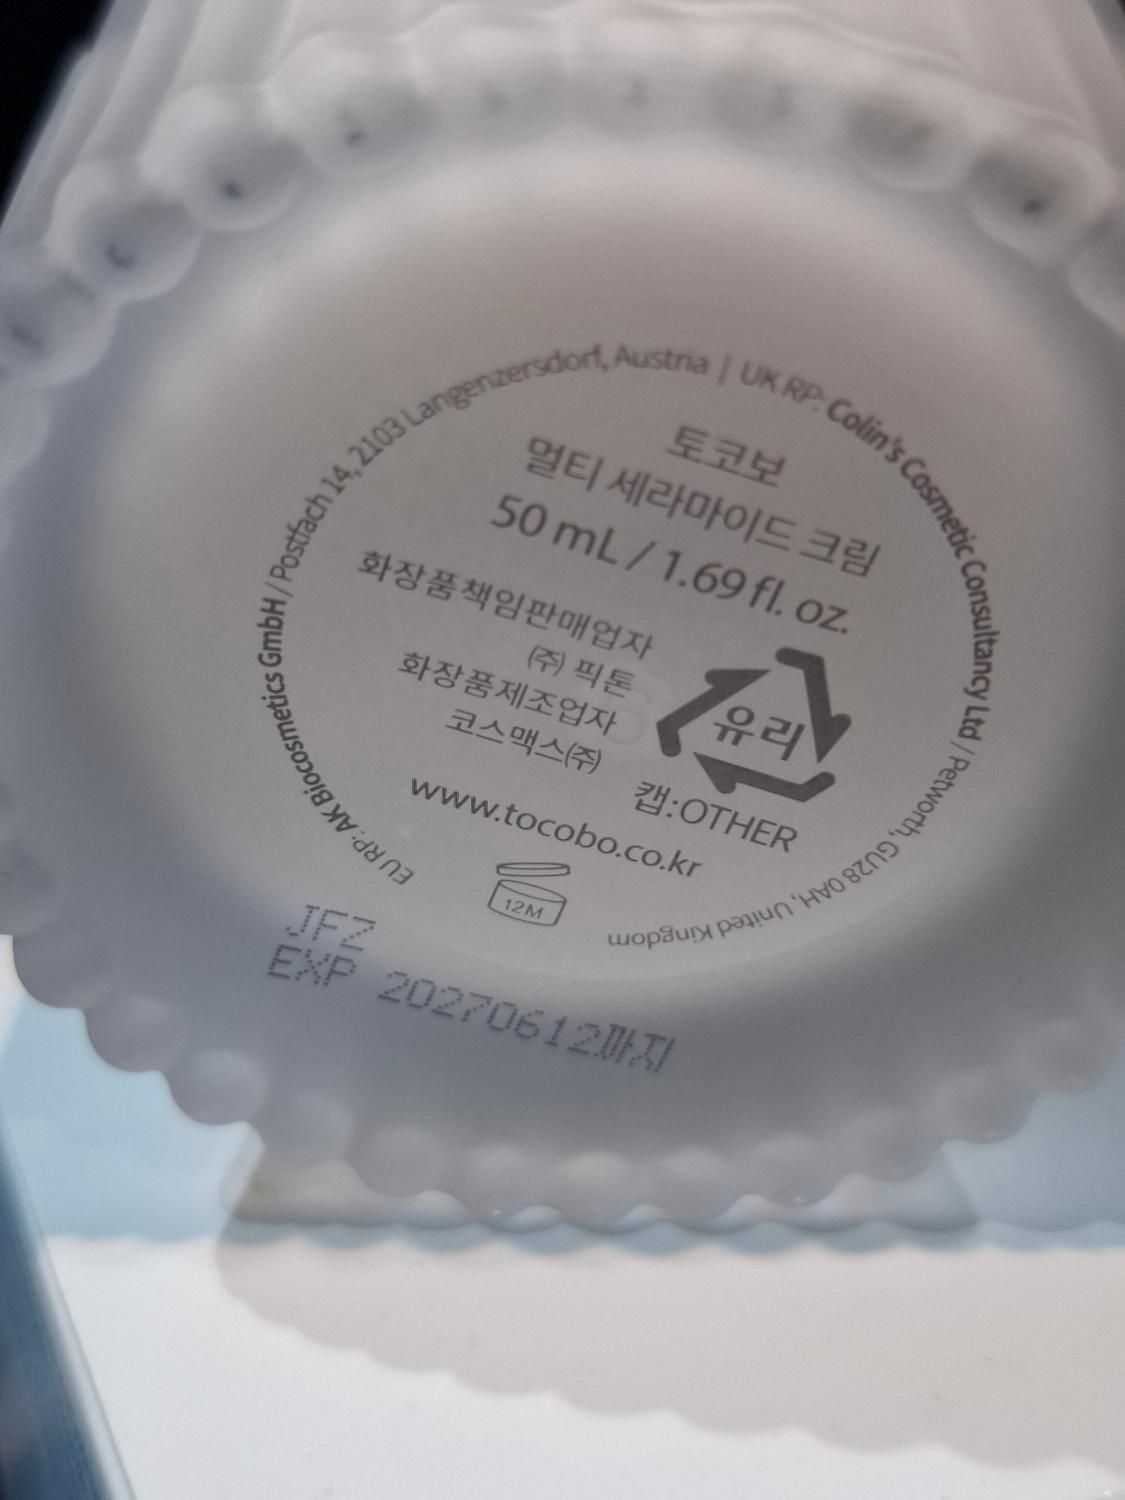 EU RP: AK Biocosmetics GmbH / Postfach 14, 2103 Langenzersdorf, Austria | UK RP: Colin's Cosmetic Consultancy Ltd / Petworth, GU28 0AH, United Kingdom
토코보
멀티 세라마이드 크림
50 mL / 1.69 fl. oz.
화장품책임판매업자
㈜ 픽톤
화장품제조업자
코스맥스㈜
유리
캡:OTHER
www.tocobo.co.kr
12M
JFZ
EXP 20270612까지